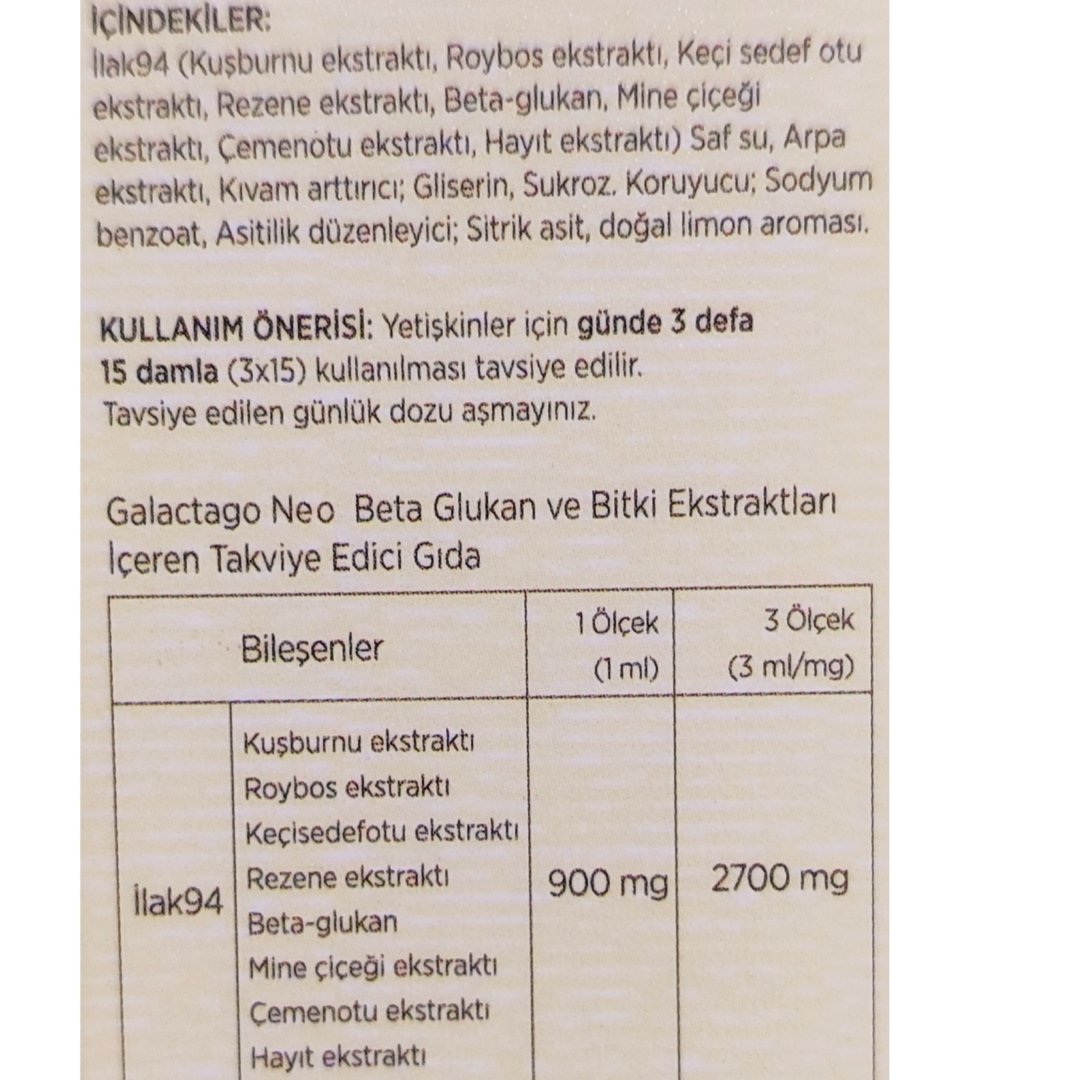 İÇİNDEKİLER:
İlak94 (Kuşburnu ekstraktı, Roybos ekstraktı, Keçi sedef otu
ekstraktı, Rezene ekstraktı, Beta-glukan, Mine çiçeği
ekstraktı, Çemenotu ekstraktı, Hayıt ekstraktı) Saf su, Arpa
ekstraktı, Kıvam arttırıcı; Gliserin, Sukroz. Koruyucu; Sodyum
benzoat, Asitilik düzenleyici; Sitrik asit, doğal limon aroması.
KULLANIM ÖNERİSİ: Yetişkinler için günde 3 defa
15 damla (3x15) kullanılması tavsiye edilir.
Tavsiye edilen günlük dozu aşmayınız.
Galactago Neo Beta Glukan ve Bitki Ekstraktları
İçeren Takviye Edici Gıda
Bileşenler
1 Ölçek
(1 ml)
3 Ölçek
(3 ml/mg)
İlak94
Kuşburnu ekstraktı
Roybos ekstraktı
Keçisedefotu ekstraktı
Rezene ekstraktı
Beta-glukan
Mine çiçeği ekstraktı
Çemenotu ekstraktı
Hayıt ekstraktı
900 mg
2700 mg